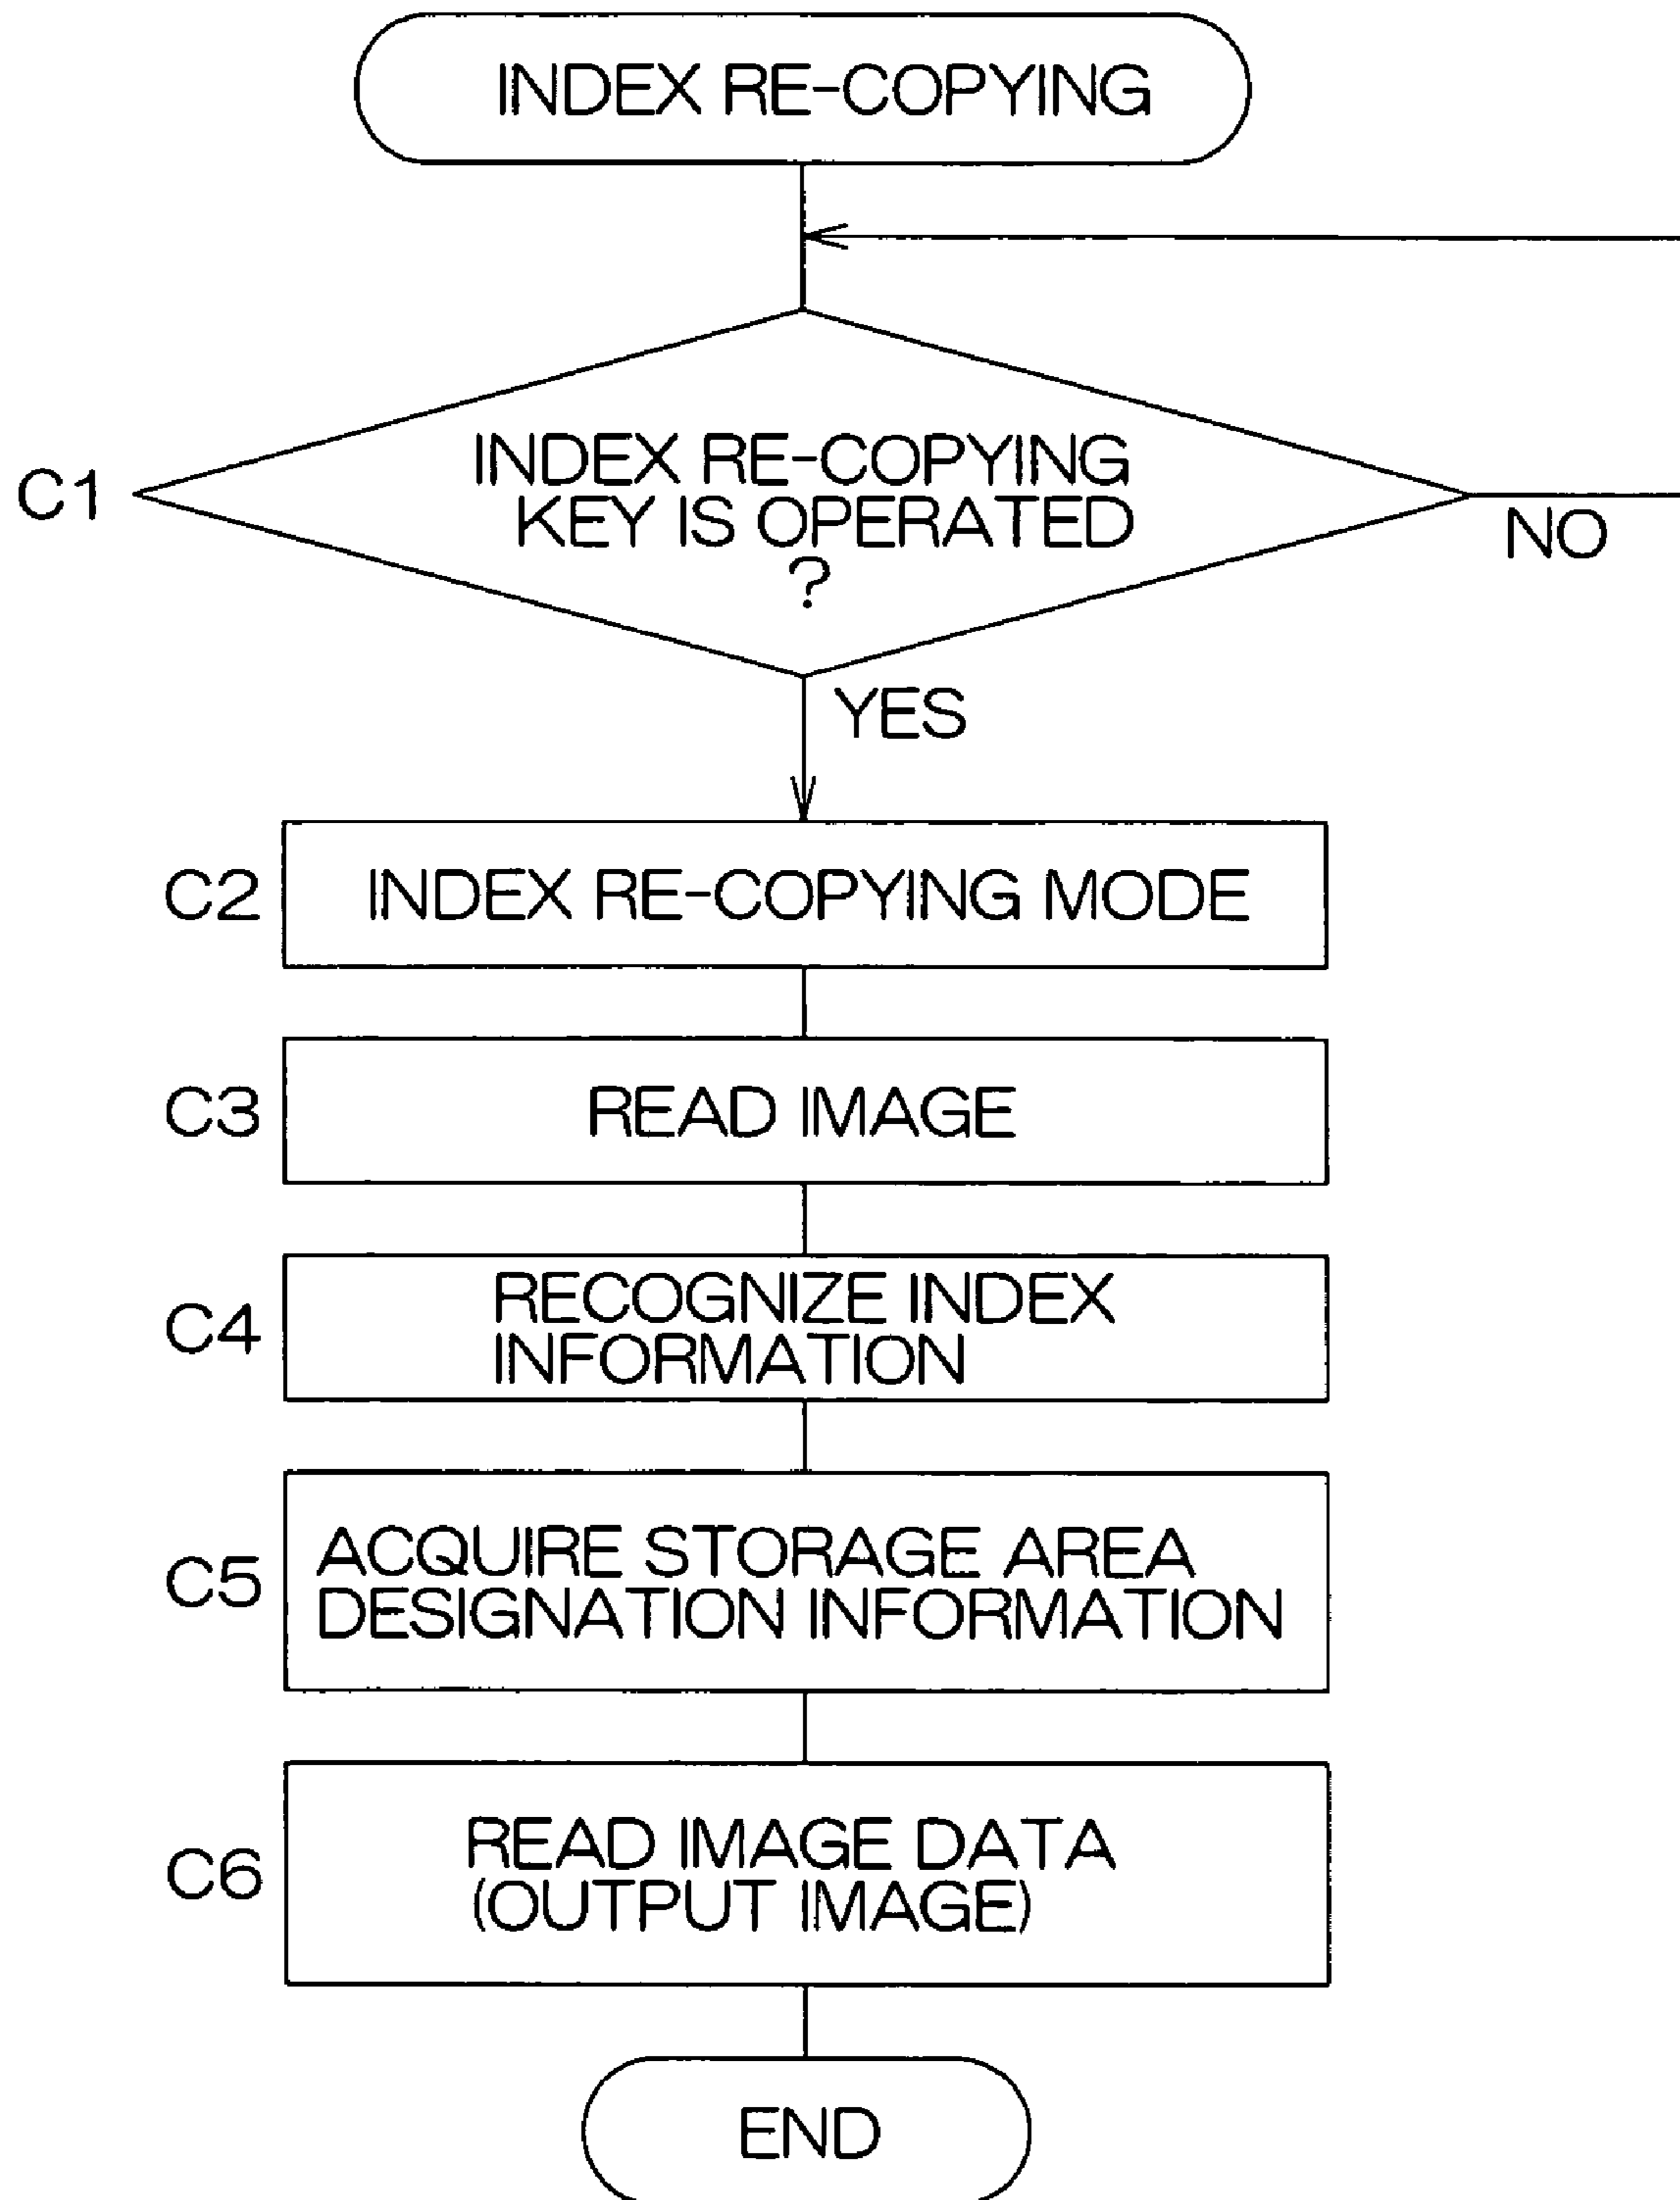 INDEX RE-COPYING
C1
INDEX RE-COPYING
KEY IS OPERATED
?
NO
YES
C2
INDEX RE-COPYING MODE
C3
READ IMAGE
C4
RECOGNIZE INDEX
INFORMATION
C5
ACQUIRE STORAGE AREA
DESIGNATION INFORMATION
C6
READ IMAGE DATA
(OUTPUT IMAGE)
END